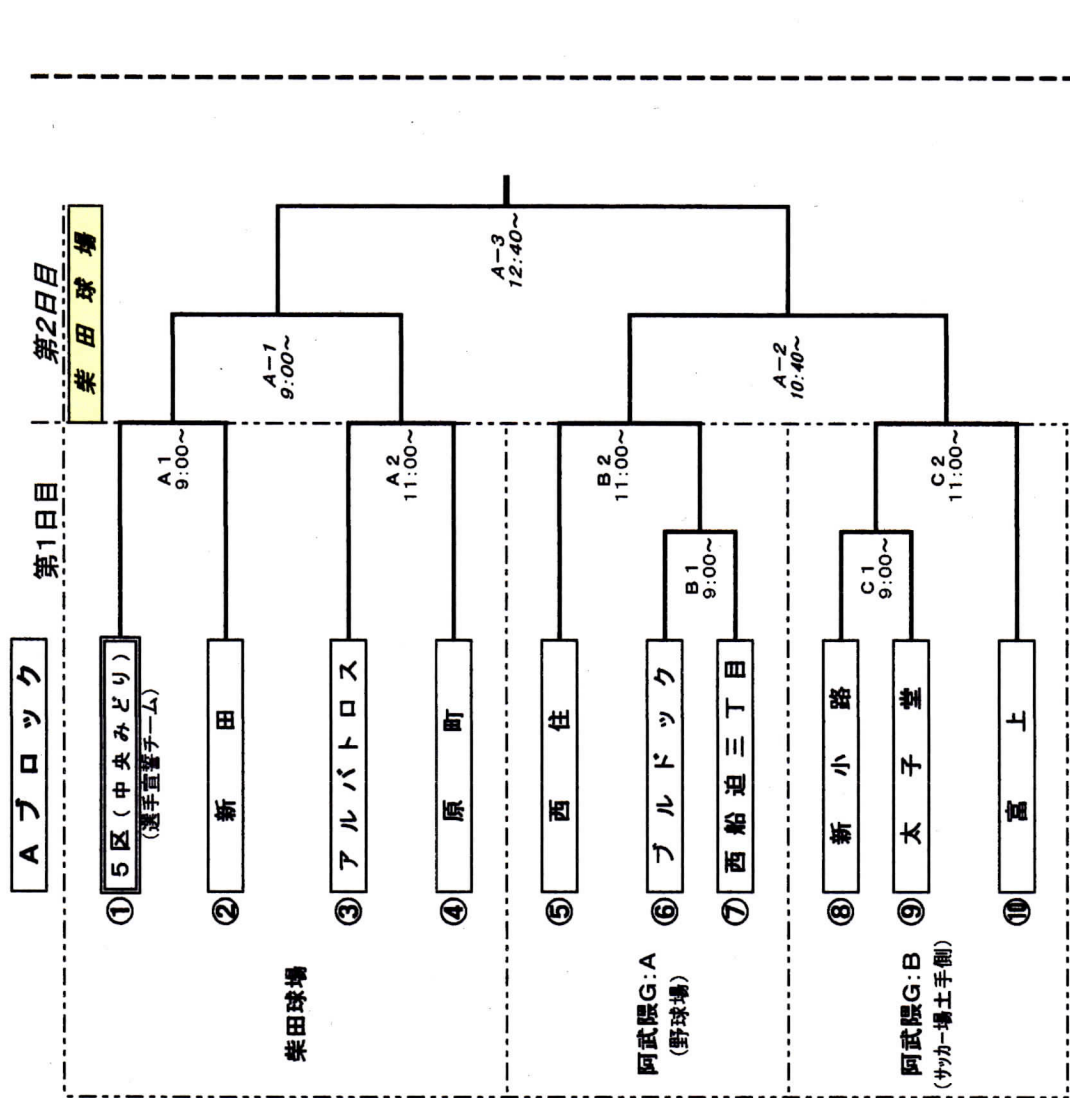 Aブロック
第1日目
第2日目
柴田球場
柴田球場
① 5区(中央みどり)
(選手宣誓チーム)
② 新田
A1
9:00~
③ アルバトロス
④ 原町
A2
11:00~
A-1
9:00~
阿武隈G:A
(野球場)
⑤ 西住
⑥ ブルドック
⑦ 西船迫三丁目
B1
9:00~
B2
11:00~
阿武隈G:B
(サッカー場土手側)
⑧ 新小路
⑨ 太子堂
⑩ 富上
C1
9:00~
C2
11:00~
A-2
10:40~
A-3
12:40~